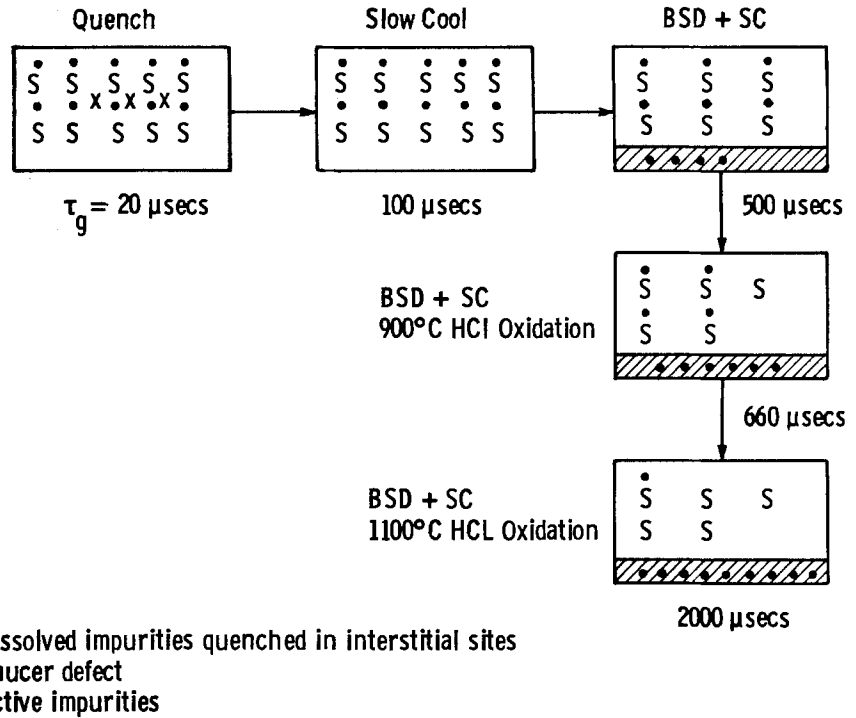 Quench
S S S S S
x x x
S S S S S
τg = 20 μsecs
Slow Cool
S S S S S
S S S S S
100 μsecs
BSD + SC
S S S
S S S
500 μsecs
BSD + SC
900°C HCl Oxidation
S S S
S S
660 μsecs
BSD + SC
1100°C HCL Oxidation
S S S
S S
2000 μsecs
ssolved impurities quenched in interstitial sites
aucer defect
ctive impurities